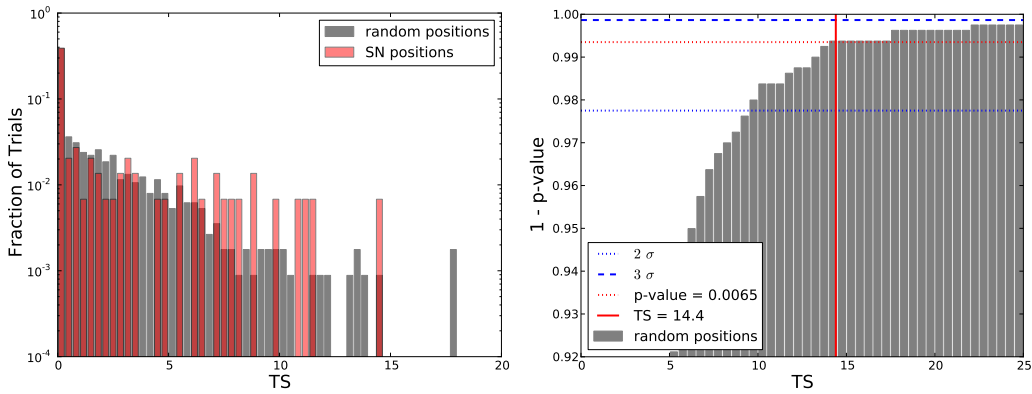 10^0
10^-1
10^-2
10^-3
10^-4
Fraction of Trials
0
5
10
15
20
TS
random positions
SN positions
1.00
0.99
0.98
0.97
0.96
0.95
0.94
0.93
0.92
1 - p-value
2 σ
3 σ
p-value = 0.0065
TS = 14.4
random positions
0
5
10
15
20
25
TS